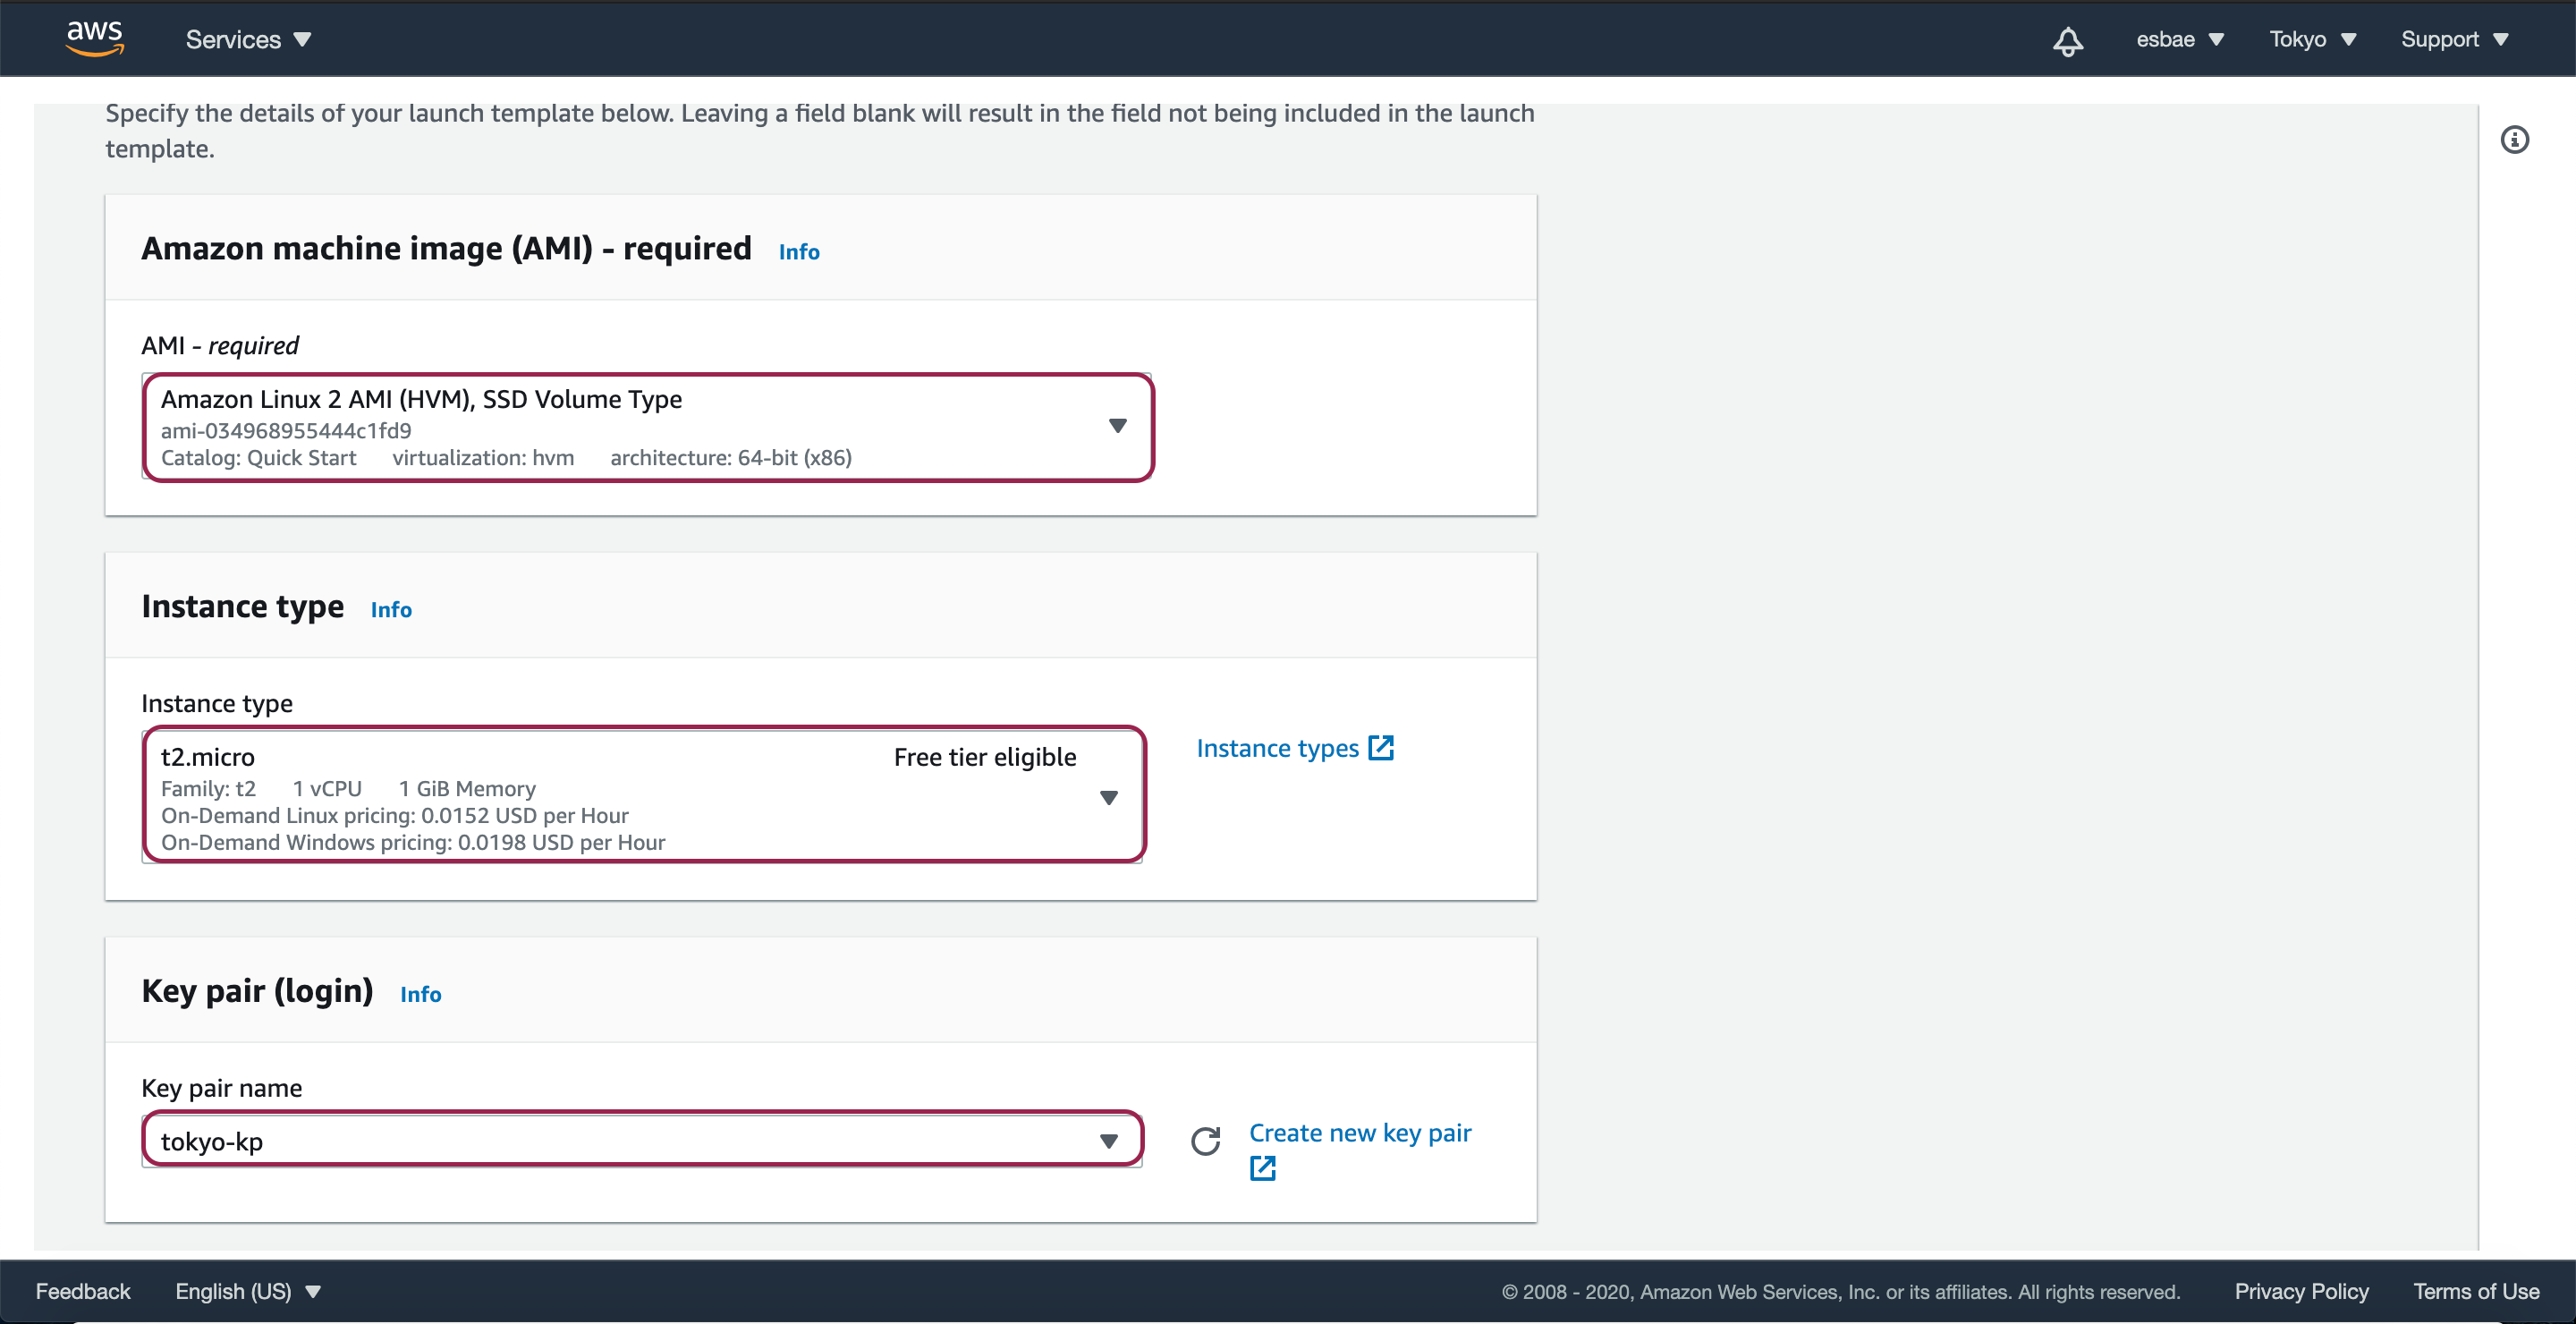 aws
Services
esbae
Tokyo
Support
Specify the details of your launch template below. Leaving a field blank will result in the field not being included in the launch
template.
Amazon machine image (AMI) - required Info
AMI - required
Amazon Linux 2 AMI (HVM), SSD Volume Type
ami-034968955444c1fd9
Catalog: Quick Start virtualization: hvm architecture: 64-bit (x86)
Instance type Info
Instance type
t2.micro Free tier eligible
Family: t2 1 vCPU 1 GiB Memory
On-Demand Linux pricing: 0.0152 USD per Hour
On-Demand Windows pricing: 0.0198 USD per Hour
Instance types
Key pair (login) Info
Key pair name
tokyo-kp
Create new key pair
Feedback
English (US)
© 2008 - 2020, Amazon Web Services, Inc. or its affiliates. All rights reserved.
Privacy Policy
Terms of Use